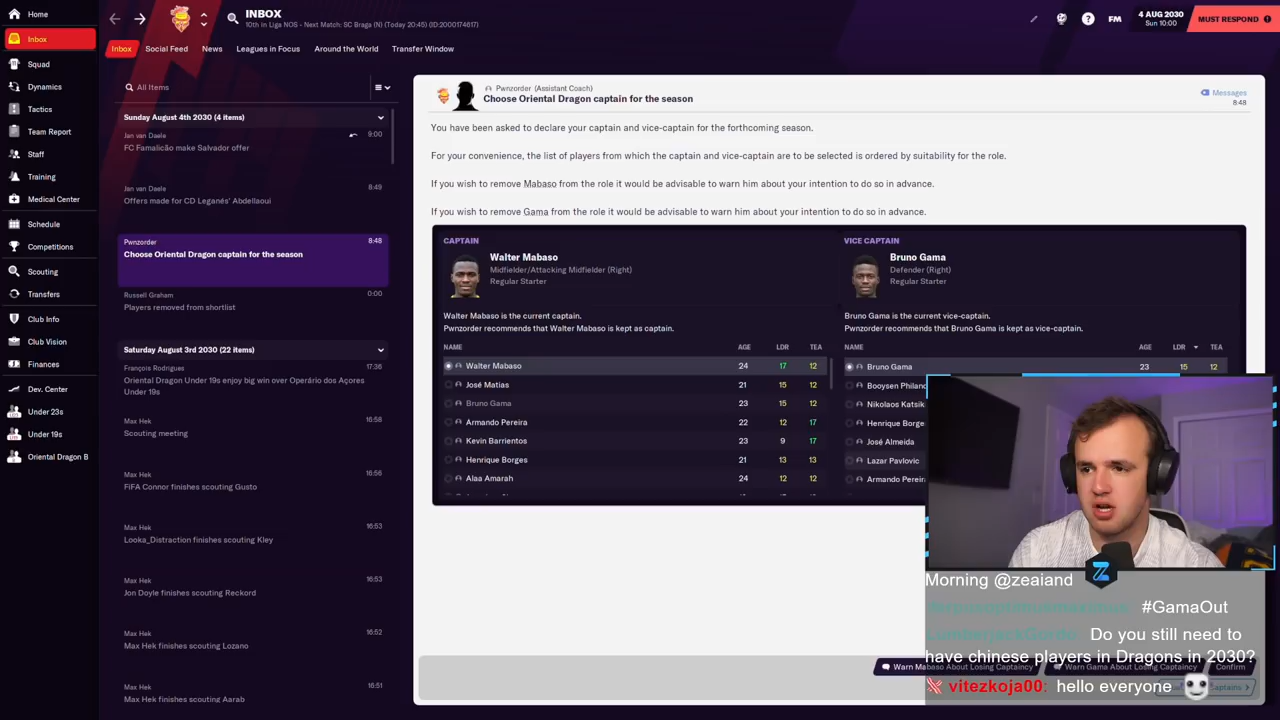 Home
Inbox
Squad
Dynamics
Tactics
Team Report
Staff
Training
Medical Center
Schedule
Competitions
Scouting
Transfers
Club Info
Club Vision
Finances
Dev. Center
Under 23s
Under 19s
Oriental Dragon B
INBOX
10th in Liga NOS - Next Match: SC Braga (N) (Today 20:45) (ID:2000174617)
FM
4 AUG 2030
Sun 10:00
MUST RESPOND
Inbox
Social Feed
News
Leagues in Focus
Around the World
Transfer Window
All Items
Sunday August 4th 2030 (4 items)
Jan van Daele 9:00
FC Famalicão make Salvador offer
Jan van Daele 8:49
Offers made for CD Leganés' Abdellaoui
Pwnzorder 8:48
Choose Oriental Dragon captain for the season
Russell Graham 0:00
Players removed from shortlist
Saturday August 3rd 2030 (22 items)
François Rodrigues 17:36
Oriental Dragon Under 19s enjoy big win over Operário dos Açores
Under 19s
Max Hek 16:58
Scouting meeting
Max Hek 16:56
FiFA Connor finishes scouting Gusto
Max Hek 16:53
Looka_Distraction finishes scouting Kley
Max Hek 16:53
Jon Doyle finishes scouting Reckord
Max Hek 16:52
Max Hek finishes scouting Lozano
Max Hek 16:51
Max Hek finishes scouting Aarab
Pwnzorder (Assistant Coach)
Choose Oriental Dragon captain for the season
Messages
8:48
You have been asked to declare your captain and vice-captain for the forthcoming season.
For your convenience, the list of players from which the captain and vice-captain are to be selected is ordered by suitability for the role.
If you wish to remove Mabaso from the role it would be advisable to warn him about your intention to do so in advance.
If you wish to remove Gama from the role it would be advisable to warn him about your intention to do so in advance.
CAPTAIN
Walter Mabaso
Midfielder/Attacking Midfielder (Right)
Regular Starter
Walter Mabaso is the current captain.
Pwnzorder recommends that Walter Mabaso is kept as captain.
NAME AGE LDR TEA
Walter Mabaso 24 17 12
José Matias 21 15 12
Bruno Gama 23 15 12
Armando Pereira 22 12 17
Kevin Barrientos 23 9 17
Henrique Borges 21 13 13
Alaa Amarah 24 12 12
VICE CAPTAIN
Bruno Gama
Defender (Right)
Regular Starter
Bruno Gama is the current vice-captain.
Pwnzorder recommends that Bruno Gama is kept as vice-captain.
NAME AGE LDR TEA
Bruno Gama 23 15 12
Booysen Philand
Nikolaos Katsik
Henrique Borge
José Almeida
Lazar Pavlovic
Armando Pereira
Morning @zeaiand
#GamaOut
LumberjackGordo: Do you still need to
have chinese players in Dragons in 2030?
vitezkoja00: hello everyone
Warn Mabaso About Losing Captaincy
Warn Gama About Losing Captaincy
Confirm